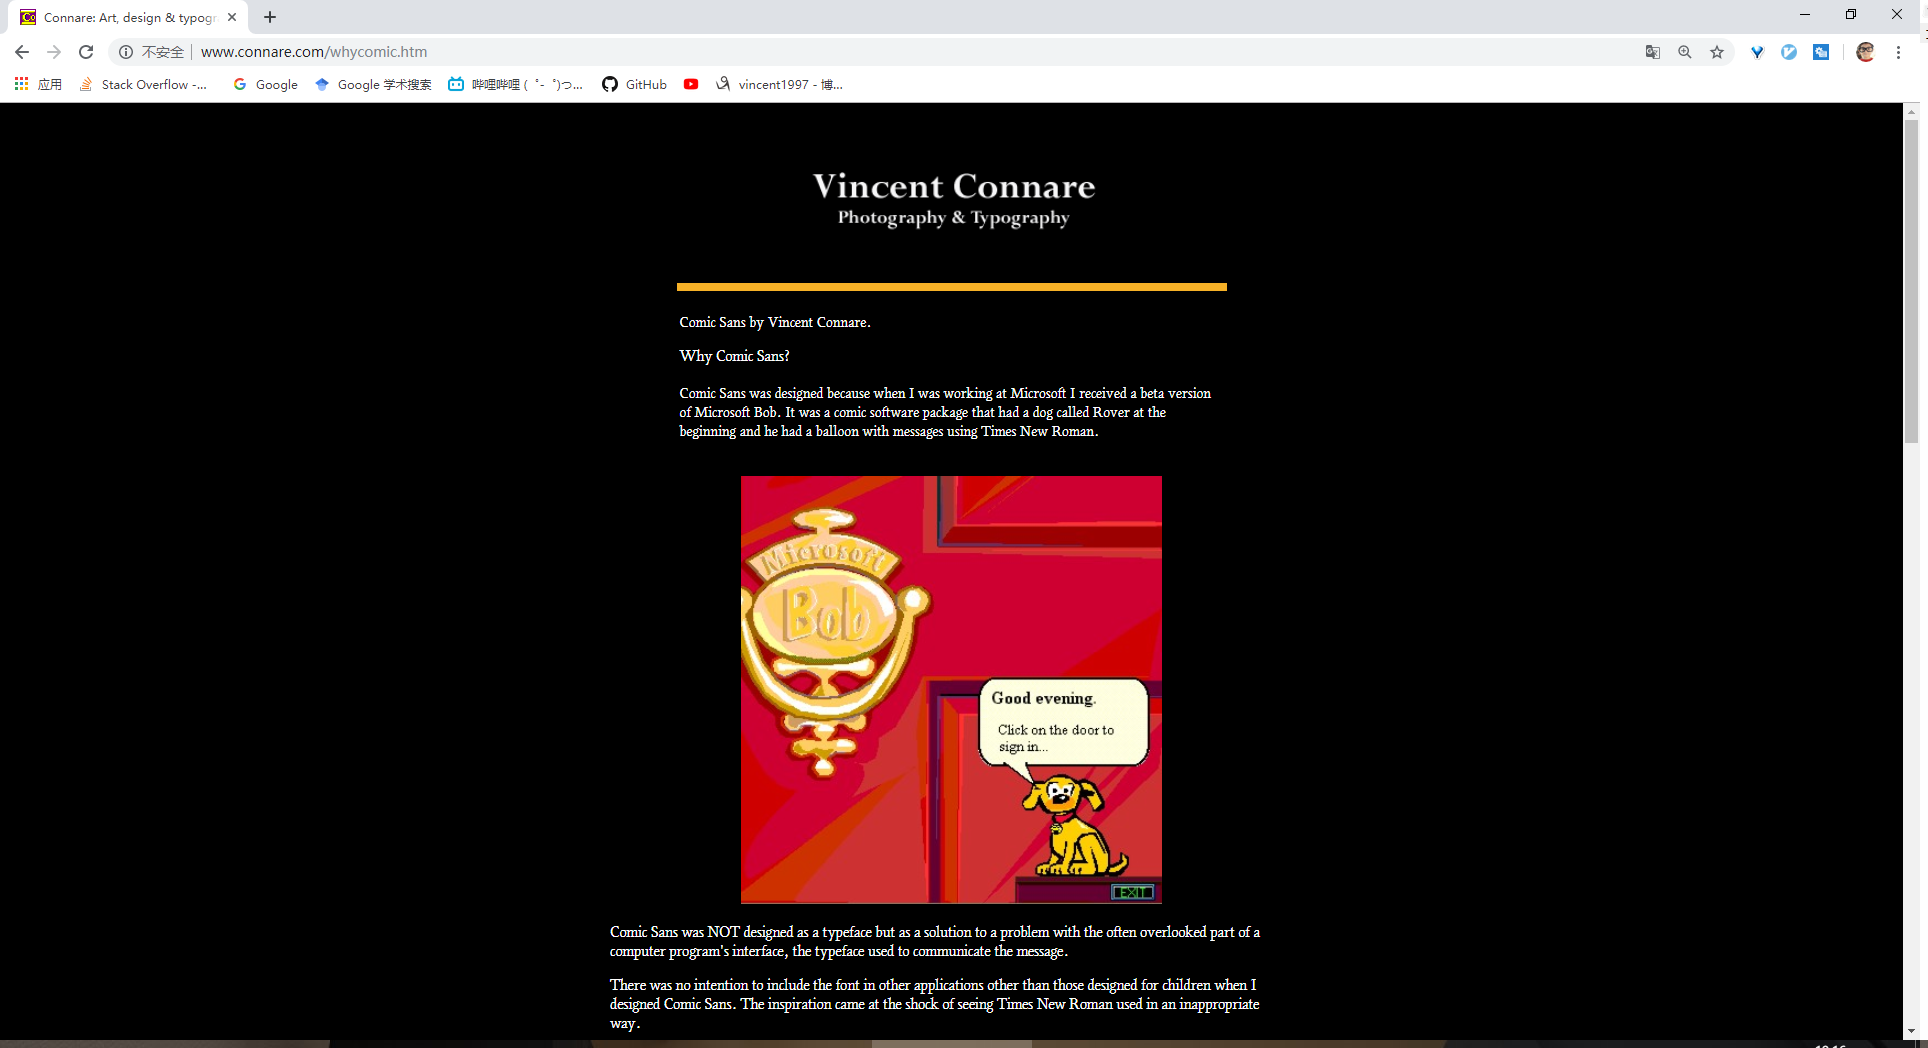 Connare: Art, design & typogr
不安全 | www.connare.com/whycomic.htm
应用 Stack Overflow -... Google Google 学术搜索 哔哩哔哩 ( ゜- ゜)つ... GitHub vincent1997 - 博...
Vincent Connare
Photography & Typography
Comic Sans by Vincent Connare.
Why Comic Sans?
Comic Sans was designed because when I was working at Microsoft I received a beta version
of Microsoft Bob. It was a comic software package that had a dog called Rover at the
beginning and he had a balloon with messages using Times New Roman.
Microsoft
Bob
Good evening.
Click on the door to
sign in...
EXIT
Comic Sans was NOT designed as a typeface but as a solution to a problem with the often overlooked part of a
computer program's interface, the typeface used to communicate the message.
There was no intention to include the font in other applications other than those designed for children when I
designed Comic Sans. The inspiration came at the shock of seeing Times New Roman used in an inappropriate
way.